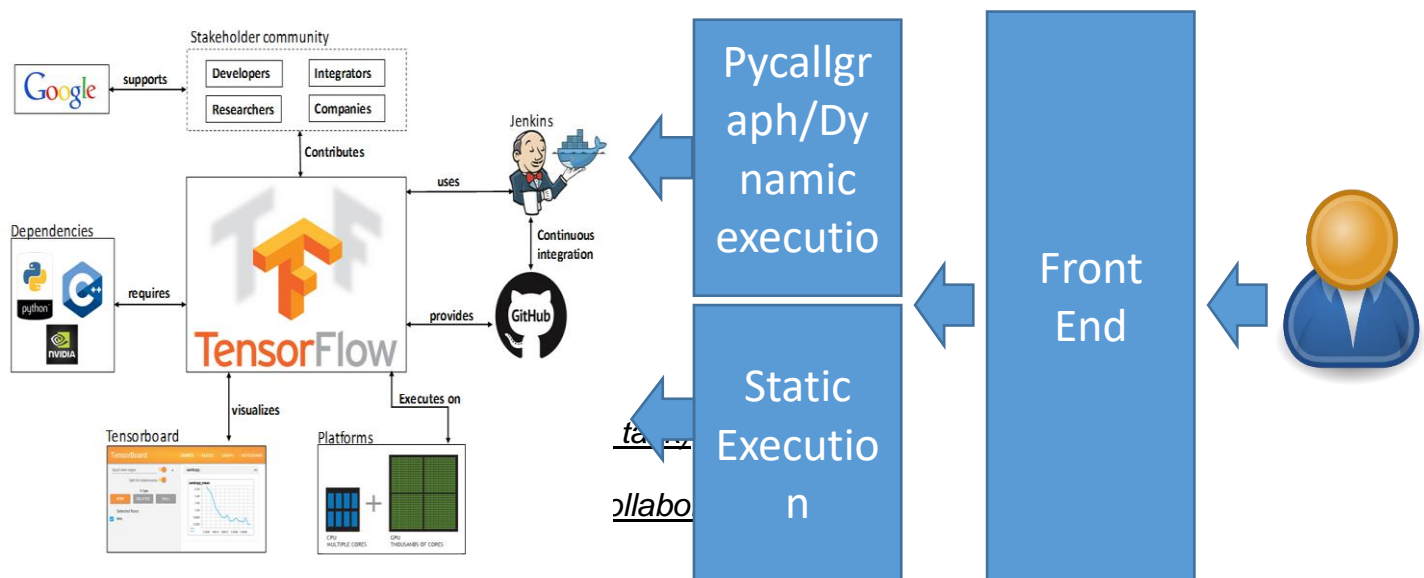 Stakeholder community
Developers
Integrators
Researchers
Companies
Google
supports
Contributes
Jenkins
uses
Continuous
integration
Dependencies
python
C++
NVIDIA
requires
TensorFlow
provides
GitHub
visualizes
Executes on
Tensorboard
TensorBoard
Platforms
+
CPU
MULTIPLE CORES
GPU
THOUSANDS OF CORES
Pycallgr
aph/Dy
namic
executio
Static
Executio
n
Front
End